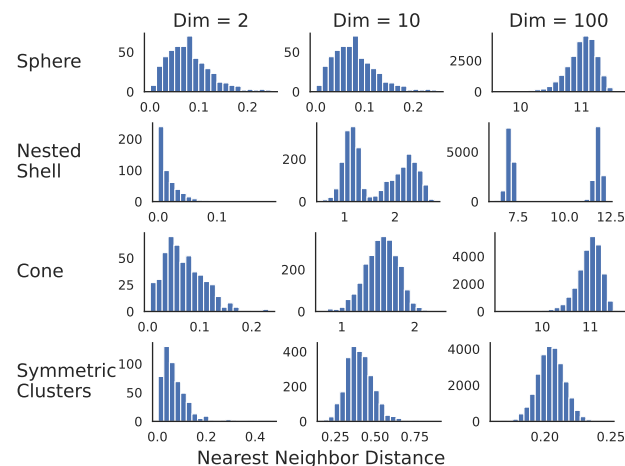 Dim = 2 Dim = 10 Dim = 100
Sphere
50
0
0.0 0.1 0.2
50
0
0.0 0.1 0.2
2500
0
10 11
Nested
Shell
200
100
0
0.0 0.1
200
0
1 2
5000
0
7.5 10.0 12.5
Cone
50
25
0
0.0 0.1 0.2
200
0
1 2
4000
2000
0
10 11
Symmetric
Clusters
100
50
0
0.0 0.2 0.4
400
200
0
0.25 0.50 0.75
4000
2000
0
0.20 0.25
Nearest Neighbor Distance